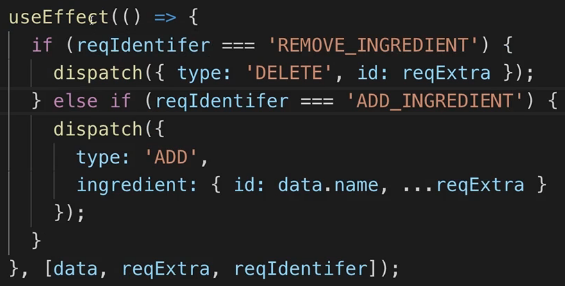 useEffect(() => {
  if (reqIdentifer === 'REMOVE_INGREDIENT') {
    dispatch({ type: 'DELETE', id: reqExtra });
  } else if (reqIdentifer === 'ADD_INGREDIENT') {
    dispatch({
      type: 'ADD',
      ingredient: { id: data.name, ...reqExtra }
    });
  }
}, [data, reqExtra, reqIdentifer]);